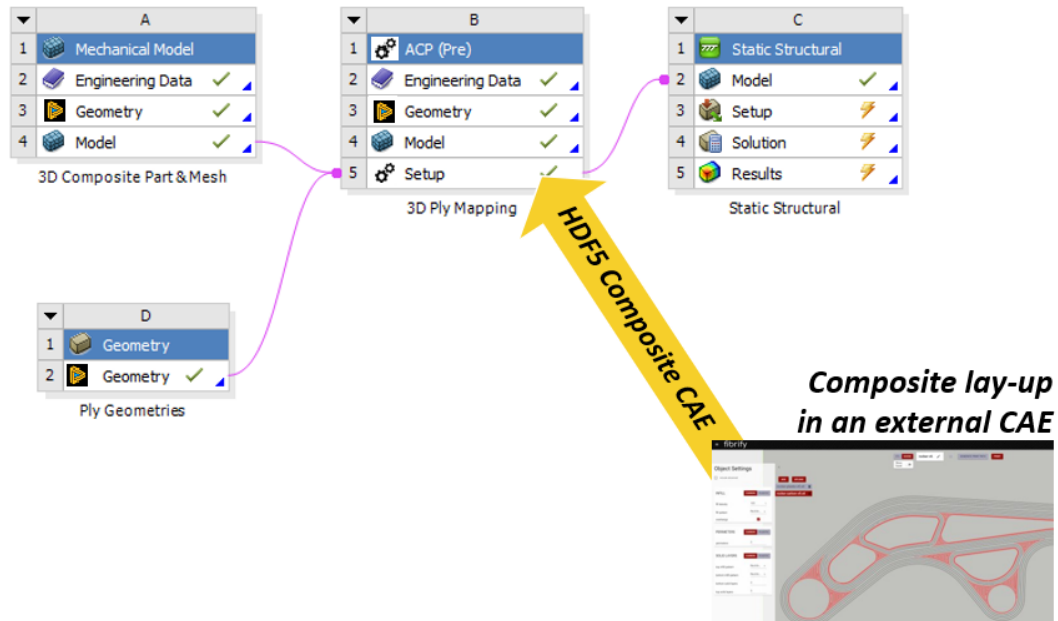 A
1 Mechanical Model
2 Engineering Data
3 Geometry
4 Model
3D Composite Part & Mesh
B
1 ACP (Pre)
2 Engineering Data
3 Geometry
4 Model
5 Setup
3D Ply Mapping
C
1 Static Structural
2 Model
3 Setup
4 Solution
5 Results
Static Structural
D
1 Geometry
2 Geometry
Ply Geometries
HDF5 Composite CAE
Composite lay-up
in an external CAE
fibrify
Object Settings